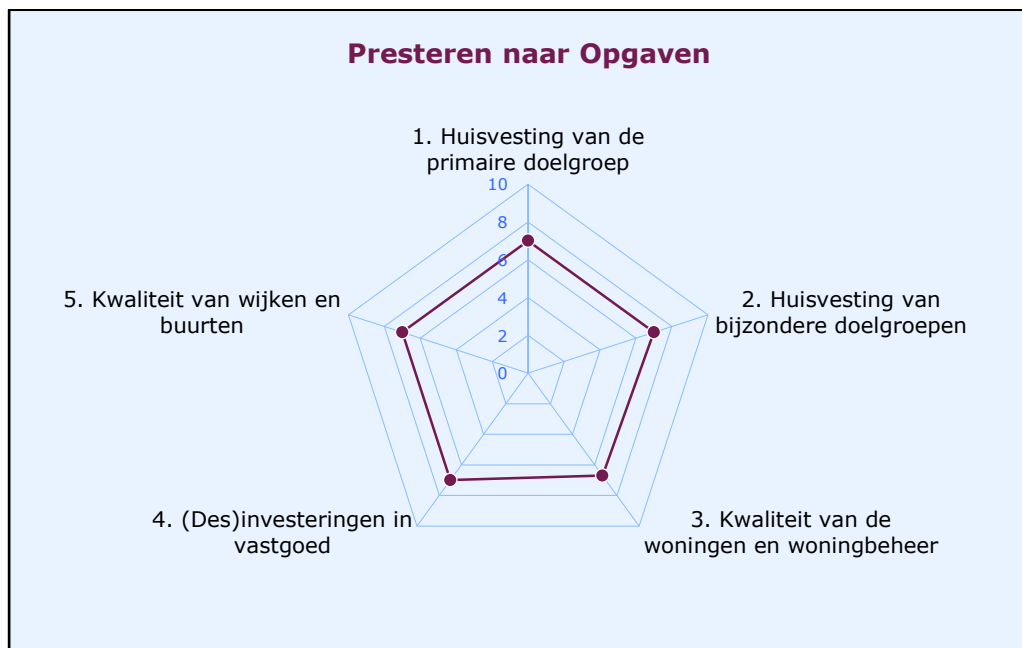 Presteren naar Opgaven
1. Huisvesting van de
primaire doelgroep
10
8
6
4
2
0
2. Huisvesting van
bijzondere doelgroepen
3. Kwaliteit van de
woningen en woningbeheer
4. (Des)investeringen in
vastgoed
5. Kwaliteit van wijken en
buurten